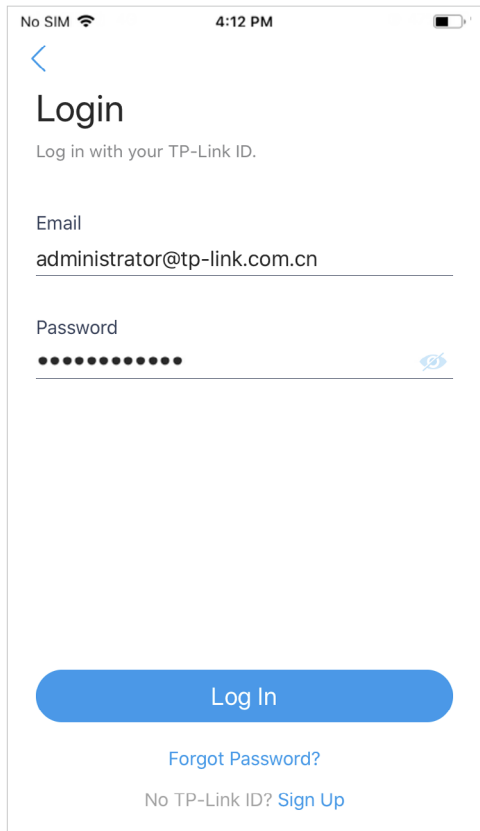 No SIM 4:12 PM
Login
Log in with your TP-Link ID.
Email
administrator@tp-link.com.cn
Password
••••••••••••
Log In
Forgot Password?
No TP-Link ID? Sign Up